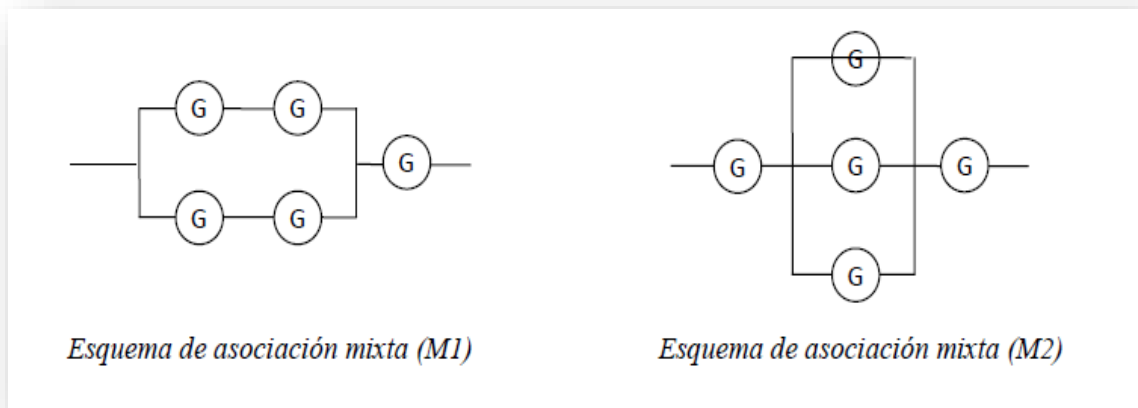 G G G
G G
G G G
G G
G
Esquema de asociación mixta (M1) Esquema de asociación mixta (M2)